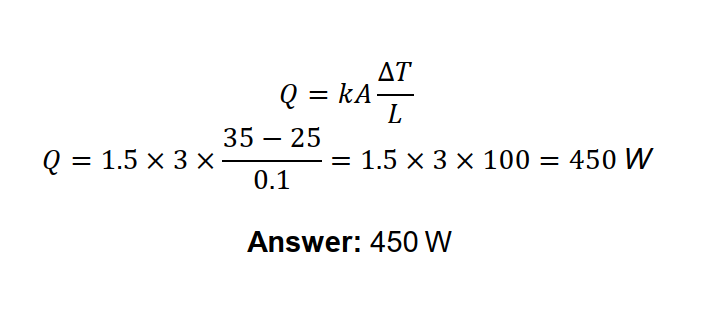 Q = kA ΔT/L
Q = 1.5 × 3 × (35 − 25)/0.1 = 1.5 × 3 × 100 = 450 W
Answer: 450 W